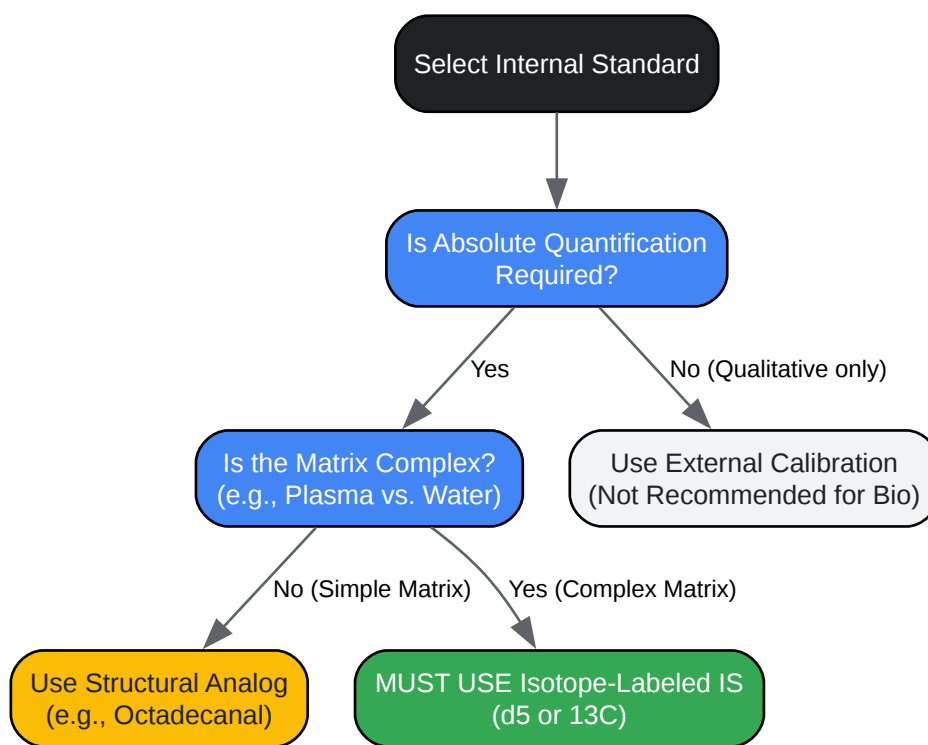 Select Internal Standard
Is Absolute Quantification
Required?
Yes
No (Qualitative only)
Is the Matrix Complex?
(e.g., Plasma vs. Water)
Use External Calibration
(Not Recommended for Bio)
No (Simple Matrix)
Yes (Complex Matrix)
Use Structural Analog
(e.g., Octadecanal)
MUST USE Isotope-Labeled IS
(d5 or 13C)